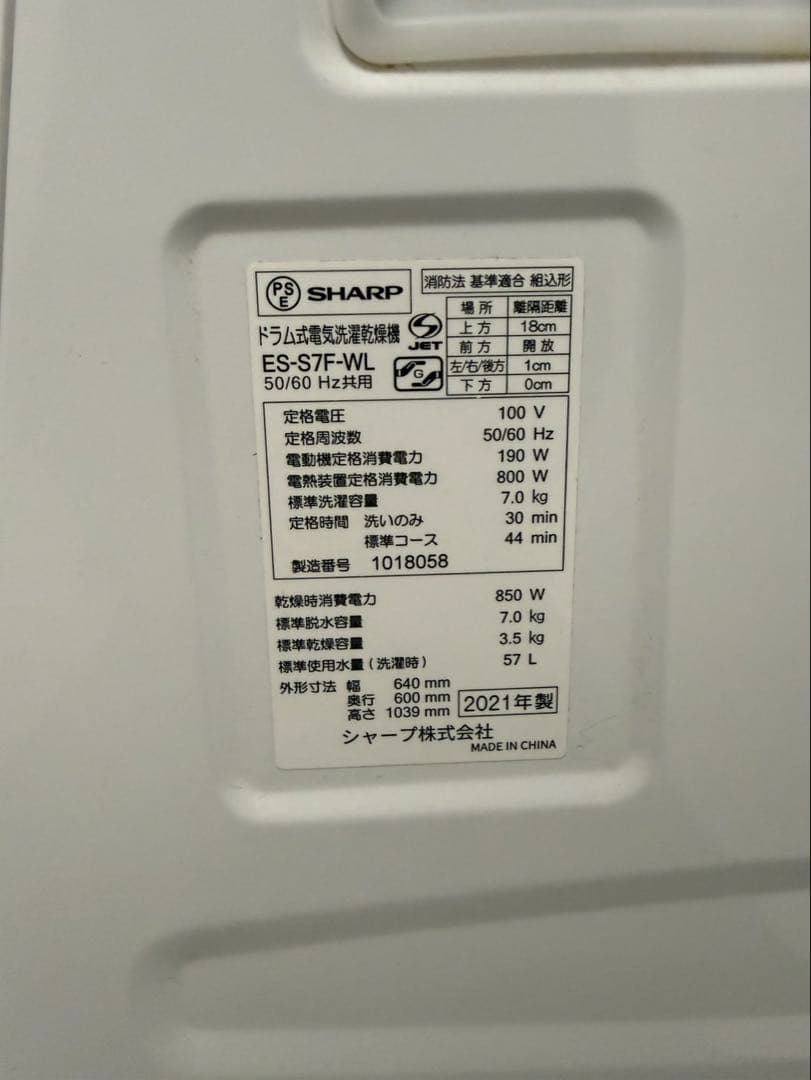 PS E SHARP
ドラム式電気洗濯乾燥機
ES-S7F-WL
50/60 Hz共用
S JET
G
消防法 基準適合 組込形
場所 離隔距離
上方 18cm
前方 開放
左/右/後方 1cm
下方 0cm
定格電圧 100 V
定格周波数 50/60 Hz
電動機定格消費電力 190 W
電熱装置定格消費電力 800 W
標準洗濯容量 7.0 kg
定格時間 洗いのみ 30 min
標準コース 44 min
製造番号 1018058
乾燥時消費電力 850 W
標準脱水容量 7.0 kg
標準乾燥容量 3.5 kg
標準使用水量(洗濯時) 57 L
外形寸法 幅 640 mm
奥行 600 mm
高さ 1039 mm
2021年製
シャープ株式会社
MADE IN CHINA